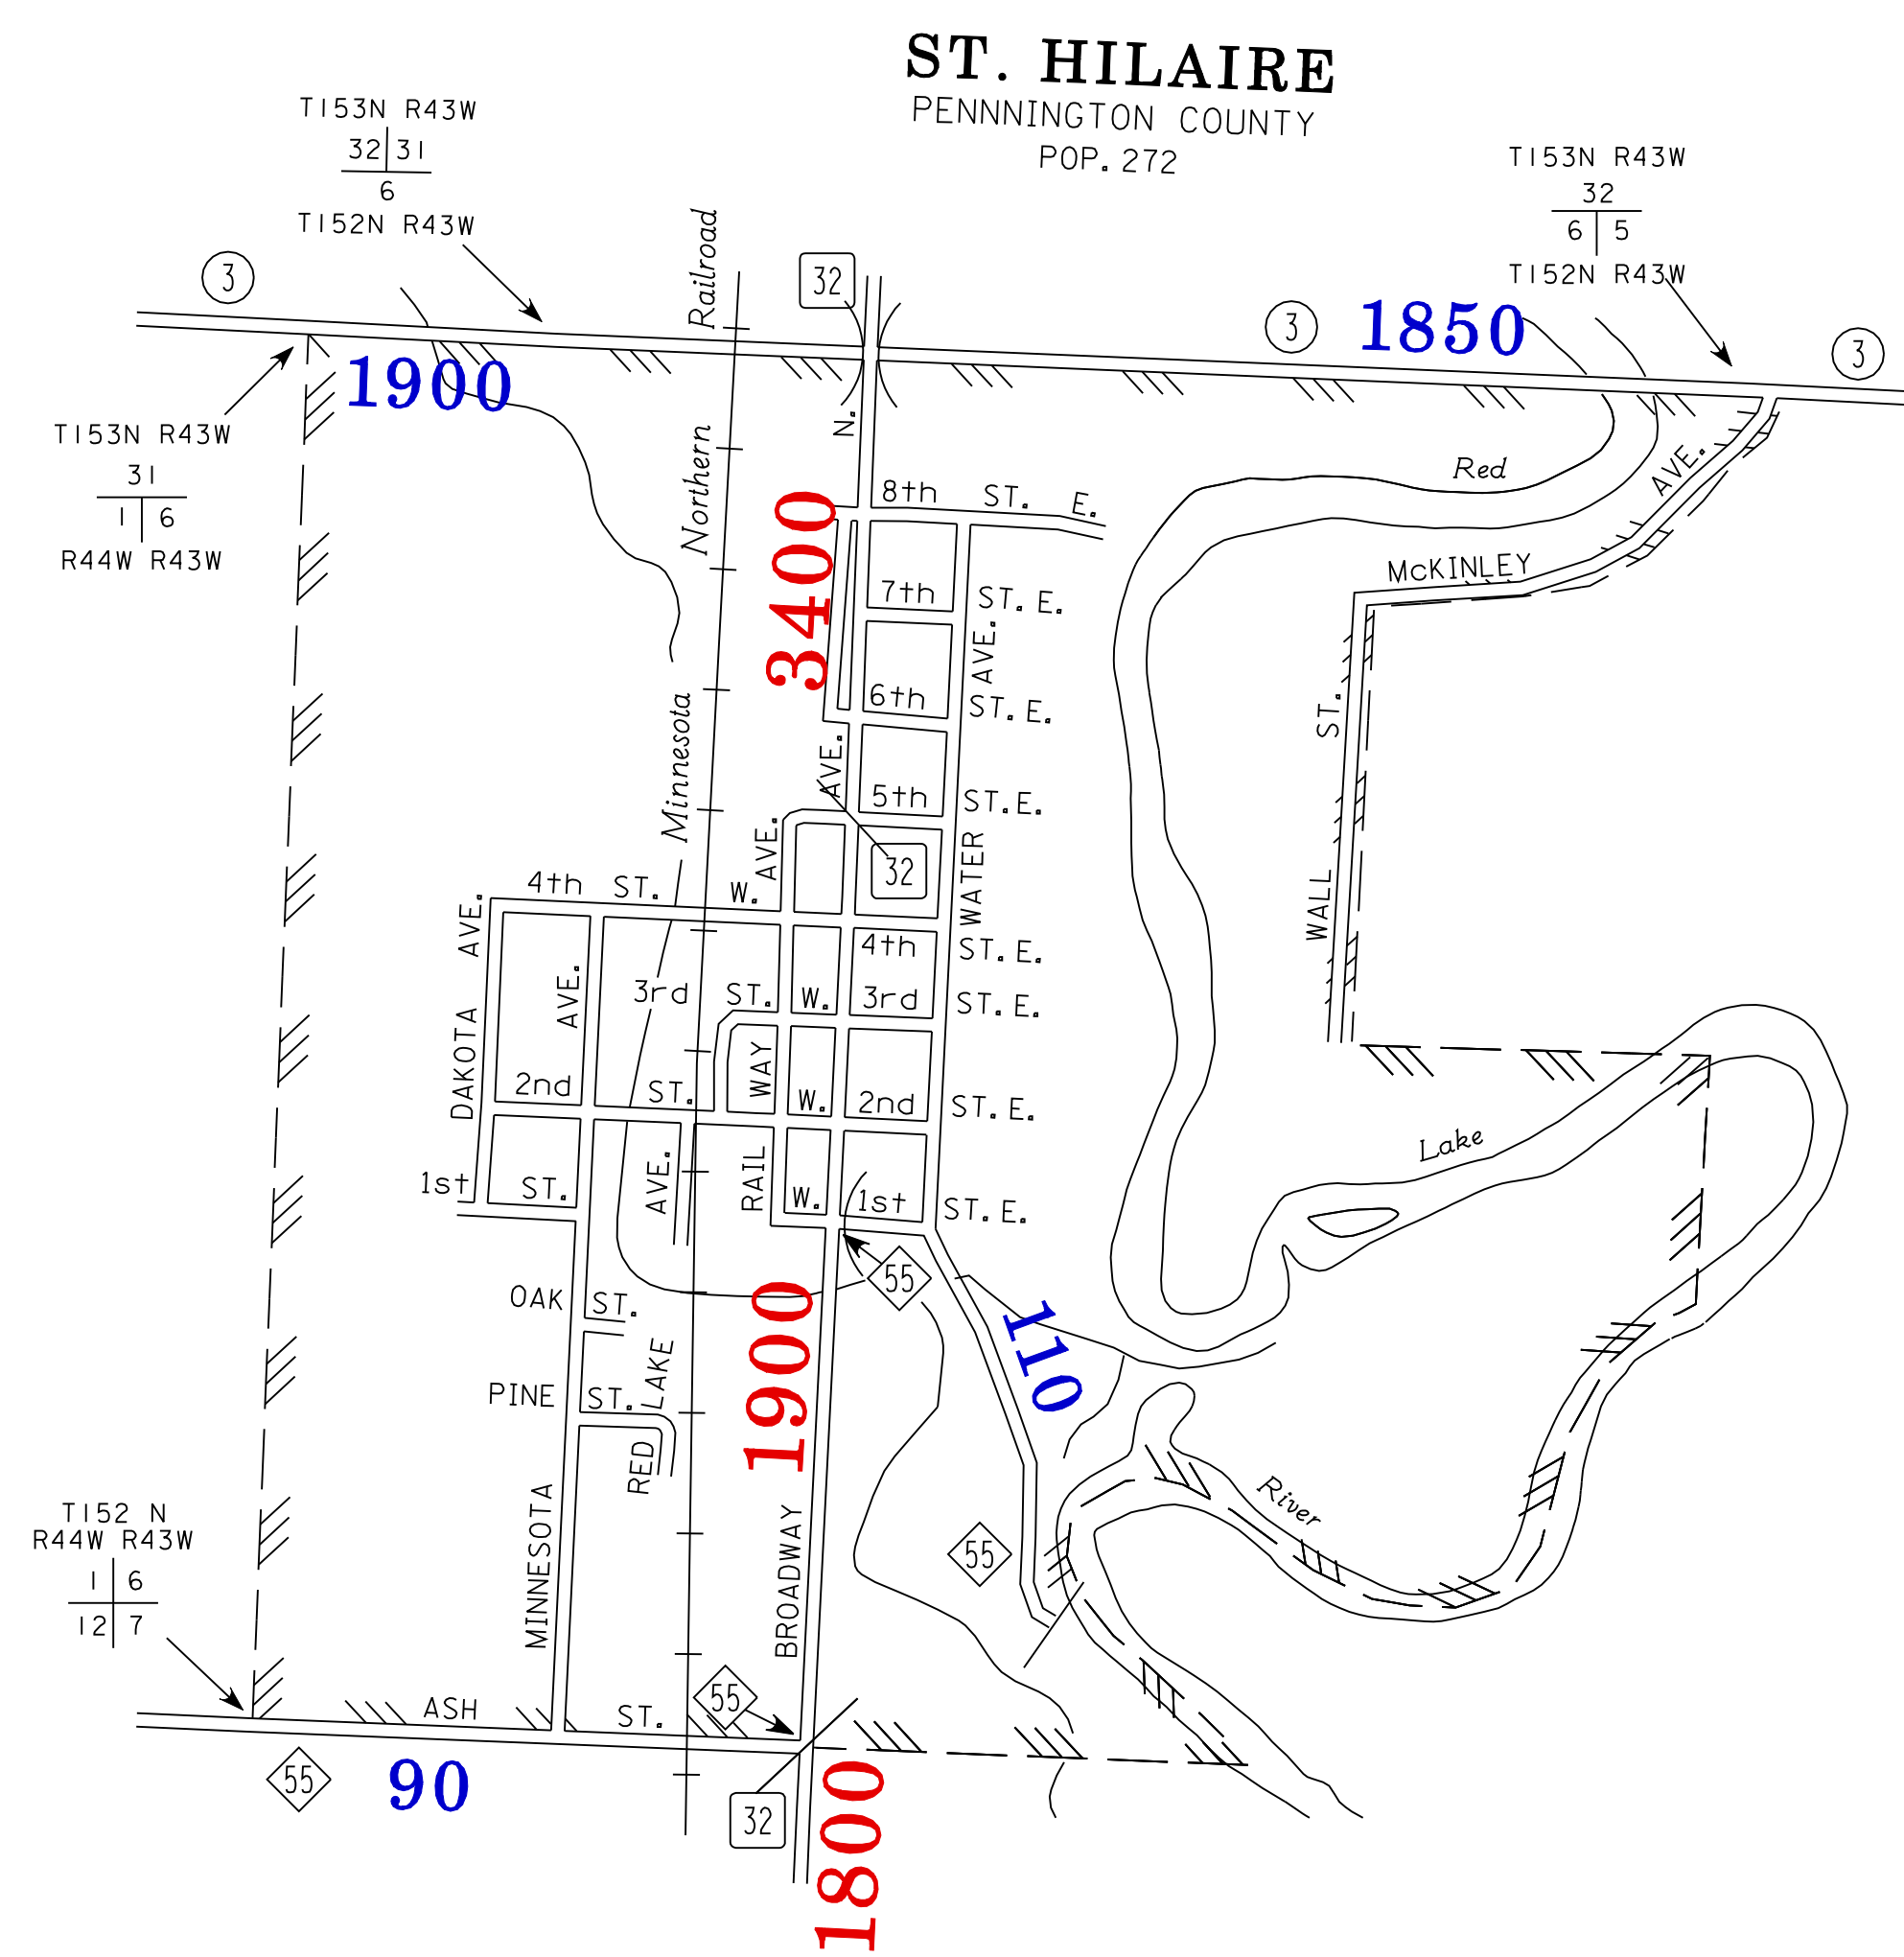 ST. HILAIRE
PENNNINGTON COUNTY
POP. 272
T153N R43W
32 31
6
T152N R43W
T153N R43W
32
6 5
T152N R43W
3
32
3
1850
3
1900
Railroad
Northern
Minnesota
T153N R43W
31
1 6
R44W R43W
N.
AVE.
3400
8th ST. E.
7th ST. E.
6th ST. E.
5th ST. E.
AVE.
WATER
Red
McKINLEY AVE.
WALL ST.
32
AVE.
4th ST. W.
4th ST. E.
3rd ST. W.
3rd ST. E.
DAKOTA AVE.
AVE.
WAY
2nd ST. W.
2nd ST. E.
RAIL
AVE.
1st ST. W.
1st ST. E.
Lake
55
OAK ST.
1900
110
PINE ST.
RED LAKE
River
MINNESOTA
BROADWAY
55
T152 N
R44W R43W
1 6
12 7
ASH ST.
55
55
90
32
1800